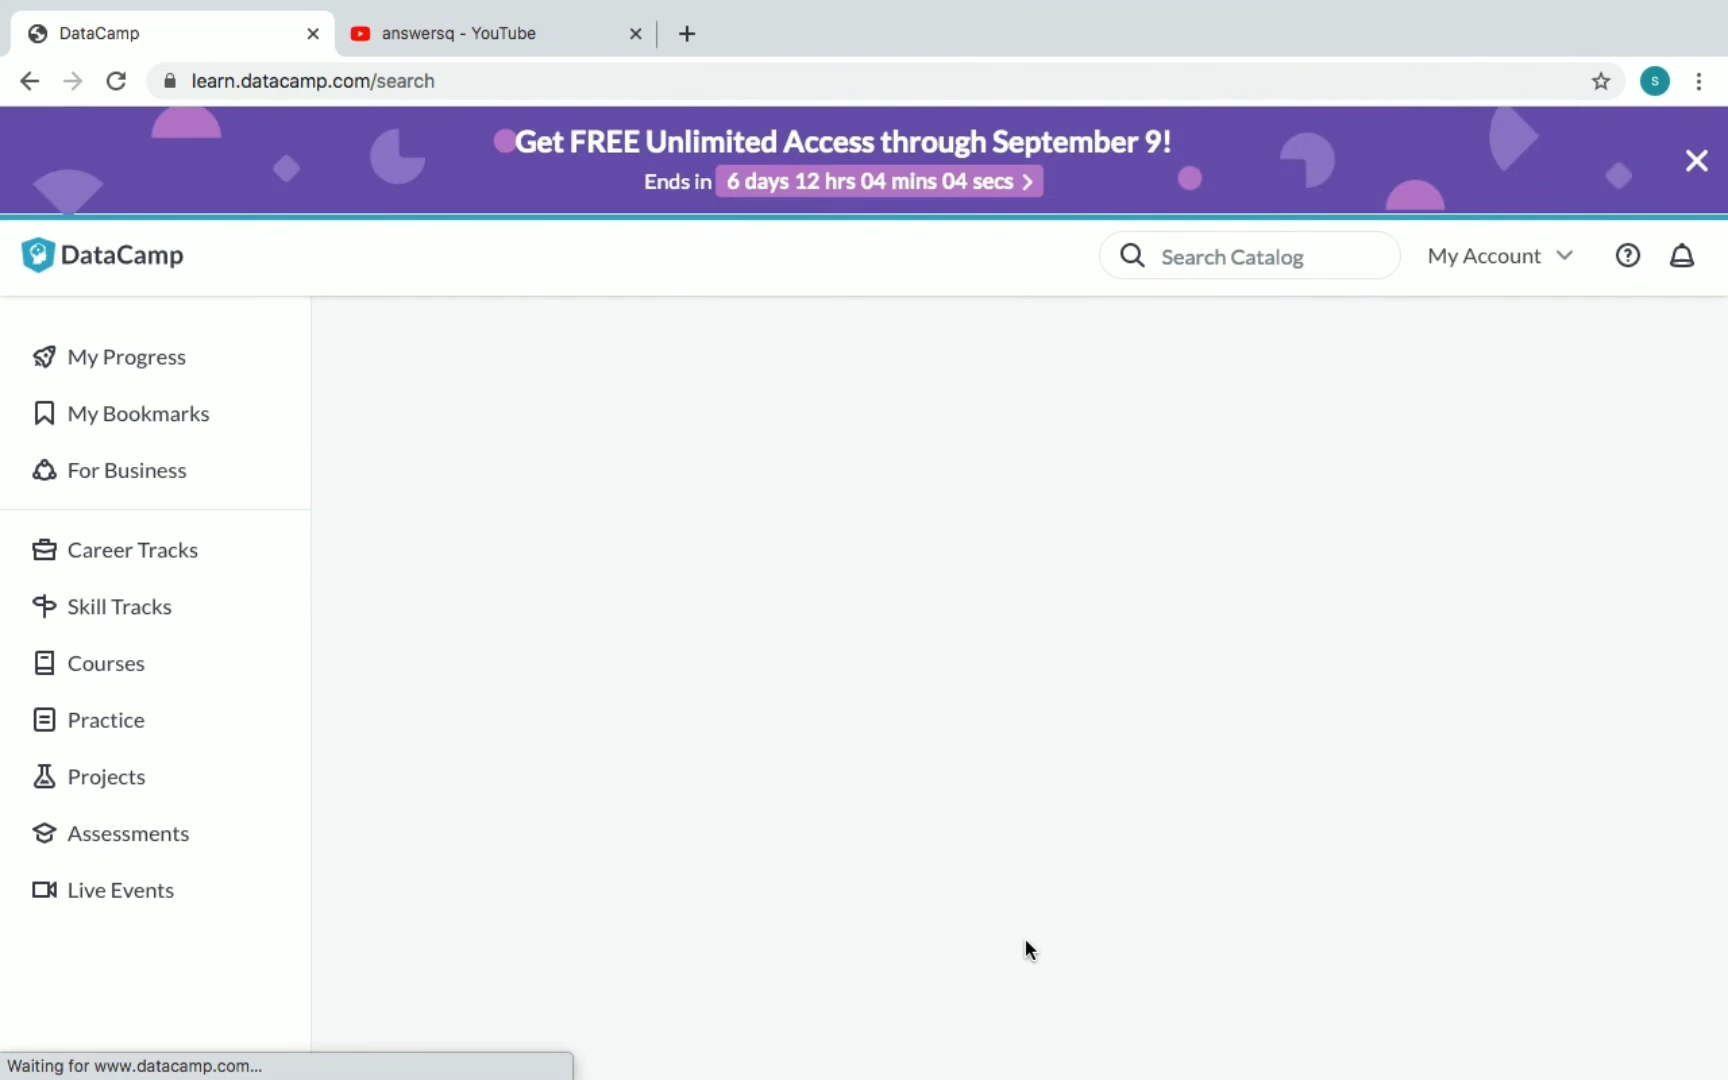 DataCamp
answersq - YouTube
learn.datacamp.com/search
S
Get FREE Unlimited Access through September 9!
Ends in 6 days 12 hrs 04 mins 04 secs
DataCamp
Search Catalog
My Account
My Progress
My Bookmarks
For Business
Career Tracks
Skill Tracks
Courses
Practice
Projects
Assessments
Live Events
Waiting for www.datacamp.com...